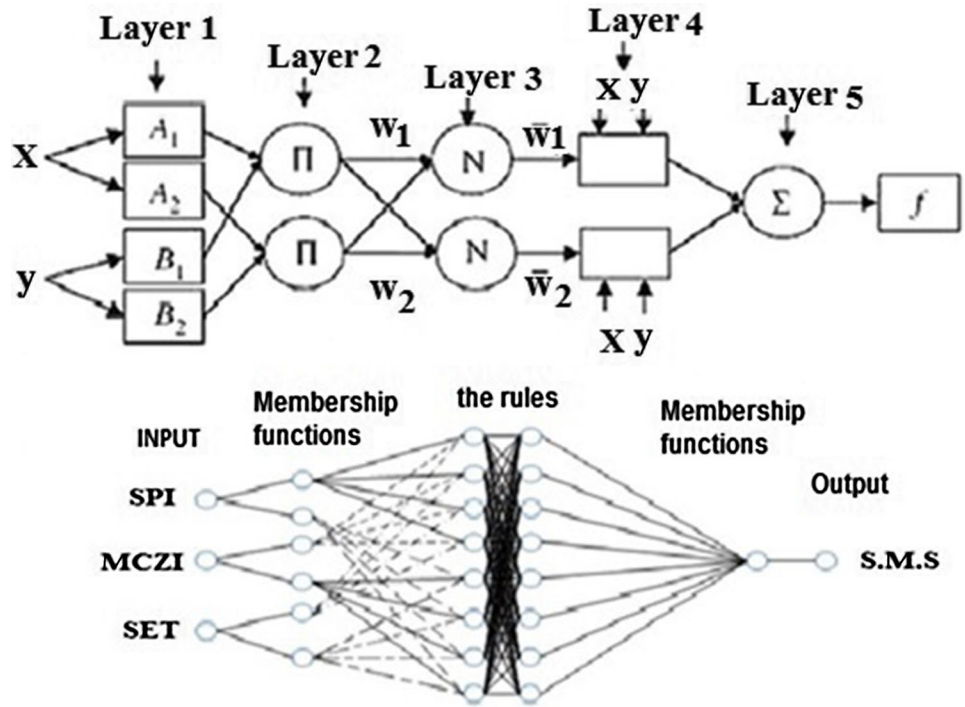 Layer 1
Layer 2
Layer 3
Layer 4
Layer 5
x y
x
y
A₁
A₂
B₁
B₂
Π
Π
w₁
w₂
N
N
w̄1
w̄₂
x y
Σ
f
INPUT
Membership
functions
the rules
Membership
functions
Output
SPI
MCZI
SET
S.M.S